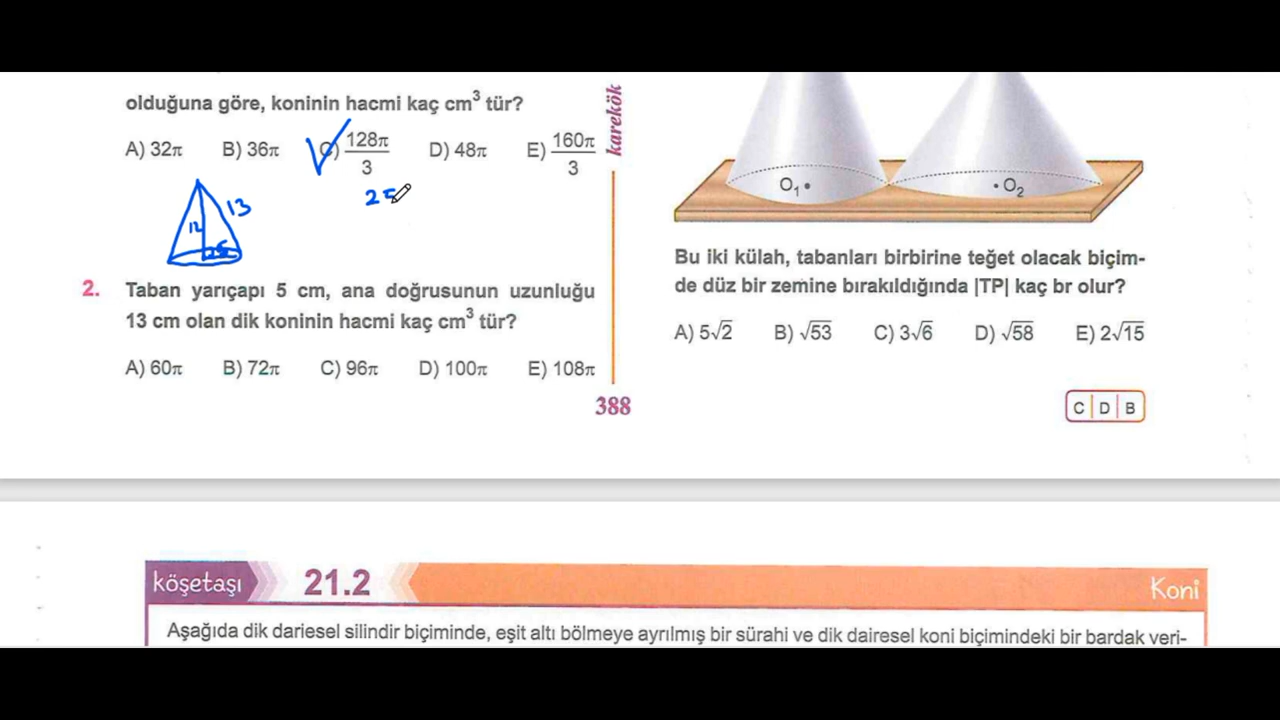 olduğuna göre, koninin hacmi kaç cm³ tür?
A) 32π B) 36π C) 128π/3 D) 48π E) 160π/3
25
13
12
2. Taban yarıçapı 5 cm, ana doğrusunun uzunluğu
13 cm olan dik koninin hacmi kaç cm³ tür?
A) 60π B) 72π C) 96π D) 100π E) 108π
karekök
388
O₁ O₂
Bu iki külah, tabanları birbirine teğet olacak biçim-
de düz bir zemine bırakıldığında |TP| kaç br olur?
A) 5√2 B) √53 C) 3√6 D) √58 E) 2√15
C D B
köşetaşı 21.2 Koni
Aşağıda dik dariesel silindir biçiminde, eşit altı bölmeye ayrılmış bir sürahi ve dik dairesel koni biçimindeki bir bardak veri-